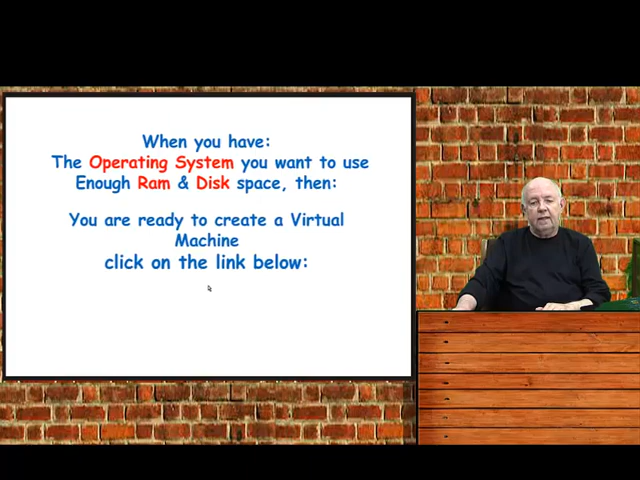 When you have:
The Operating System you want to use
Enough Ram & Disk space, then:
You are ready to create a Virtual
Machine
click on the link below: